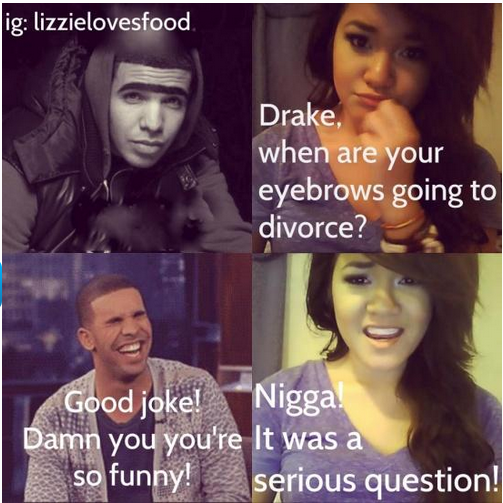 ig: lizzielovesfood
Drake,
when are your
eyebrows going to
divorce?
Good joke!
Damn you you're
so funny!
Nigga!
It was a
serious question!